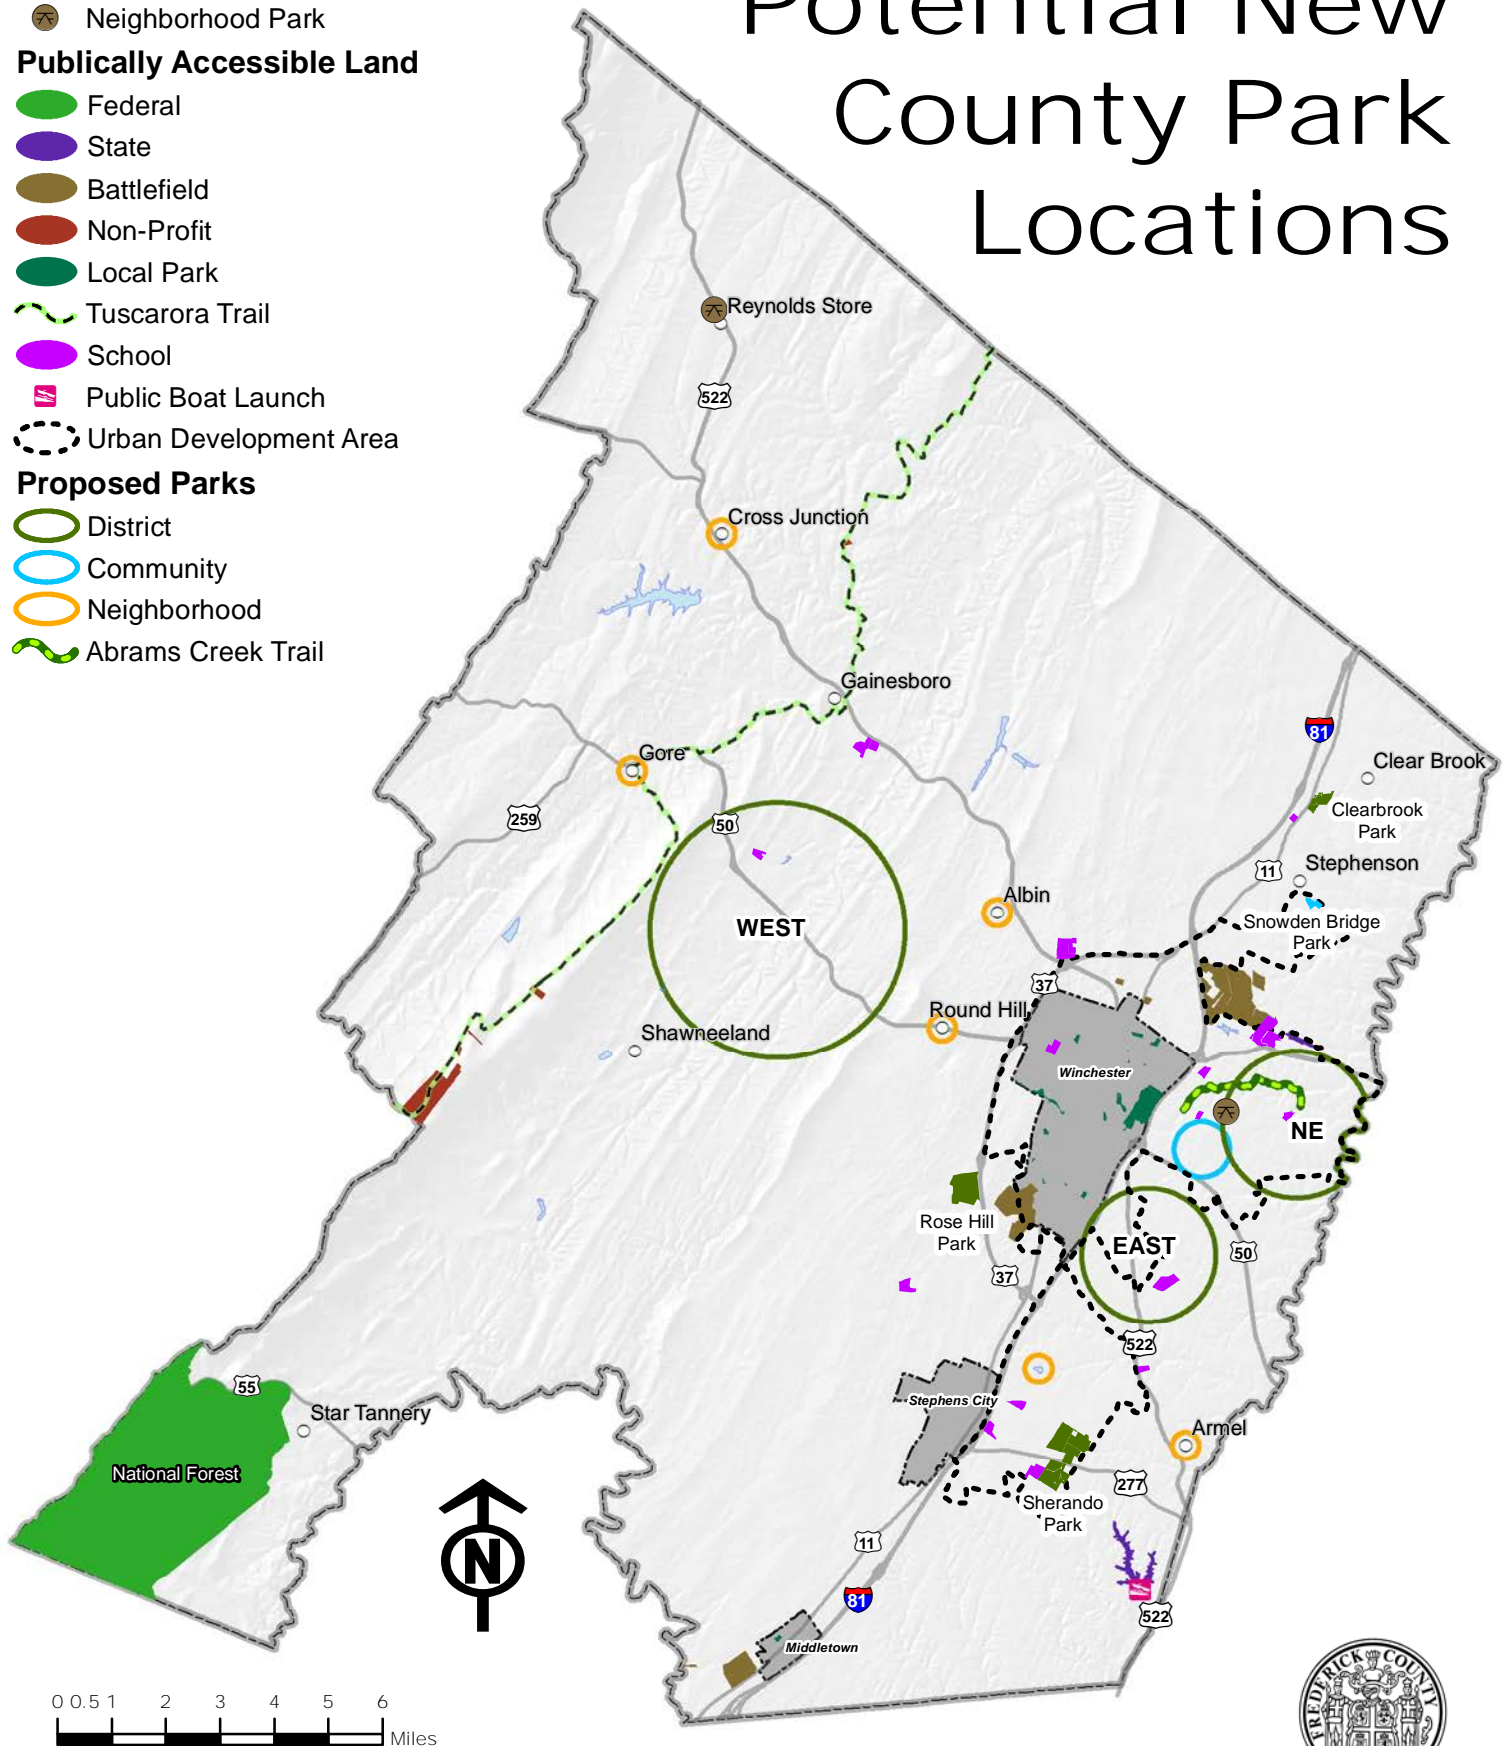 Potential New
County Park
Locations
Neighborhood Park
Publically Accessible Land
Federal
State
Battlefield
Non-Profit
Local Park
Tuscarora Trail
School
Public Boat Launch
Urban Development Area
Proposed Parks
District
Community
Neighborhood
Abrams Creek Trail
Reynolds Store
522
Cross Junction
Gainesboro
Gore
259
50
WEST
Shawneeland
Albin
Round Hill
37
81
Clear Brook
Clearbrook
Park
11
Stephenson
Snowden Bridge
Park
Winchester
NE
Rose Hill
Park
EAST
50
37
522
Stephens City
Armel
277
Sherando
Park
55
Star Tannery
National Forest
N
11
81
522
Middletown
0 0.5 1 2 3 4 5 6
Miles
FREDERICK COUNTY